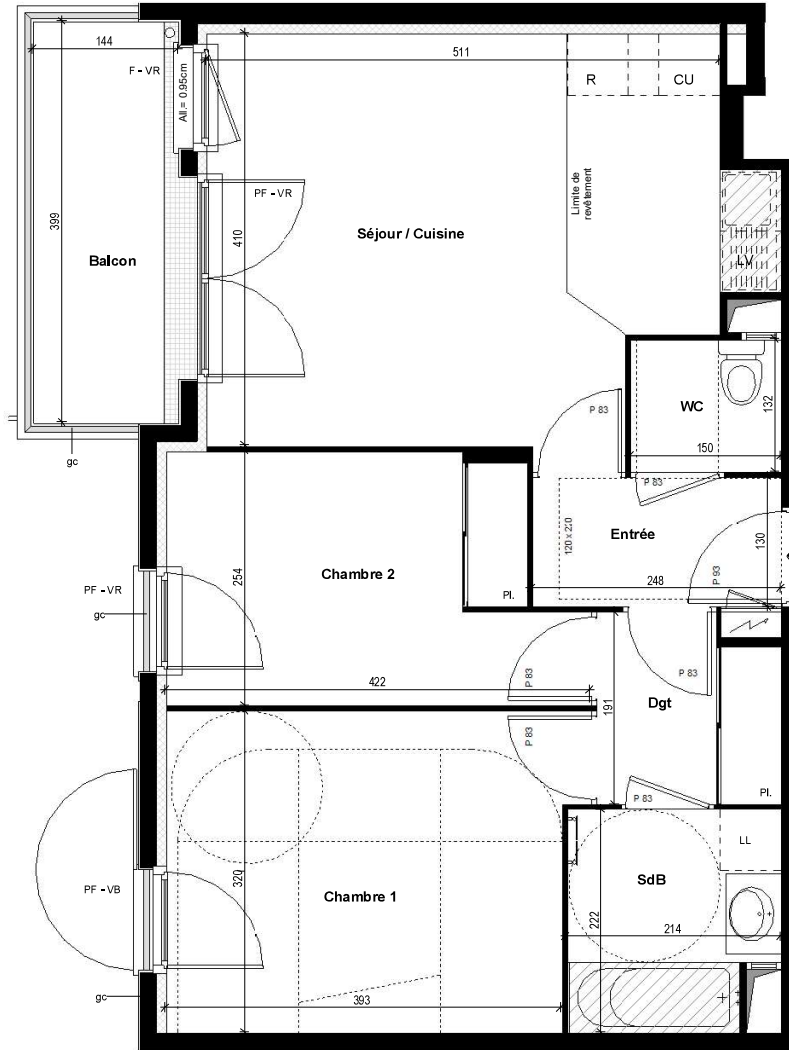 144
511
F - VR
All.= 0.95cm
R
CU
PF - VR
Limite de
revêtement
399
410
Séjour / Cuisine
Balcon
LV
WC
132
P 83
150
gc
P 83
Entrée
130
120 x 220
P 93
248
Chambre 2
254
PF - VR
gc
Pl.
P 83
P 83
422
191
Dgt
P 83
Pl.
P 83
LL
320
PF - VB
SdB
Chambre 1
222
214
gc
393